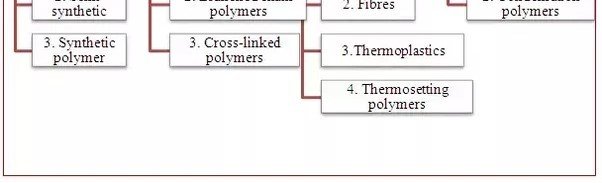 synthetic
polymers
2. Fibres
polymers
3. Synthetic
polymer
3. Cross-linked
polymers
3.Thermoplastics
4. Thermosetting
polymers